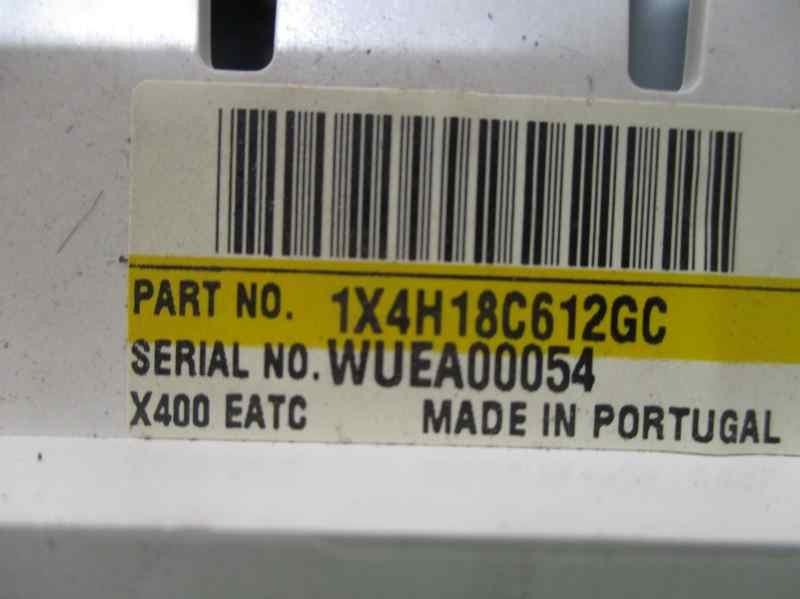 PART NO. 1X4H18C612GC
SERIAL NO. WUEA00054
X400 EATC MADE IN PORTUGAL